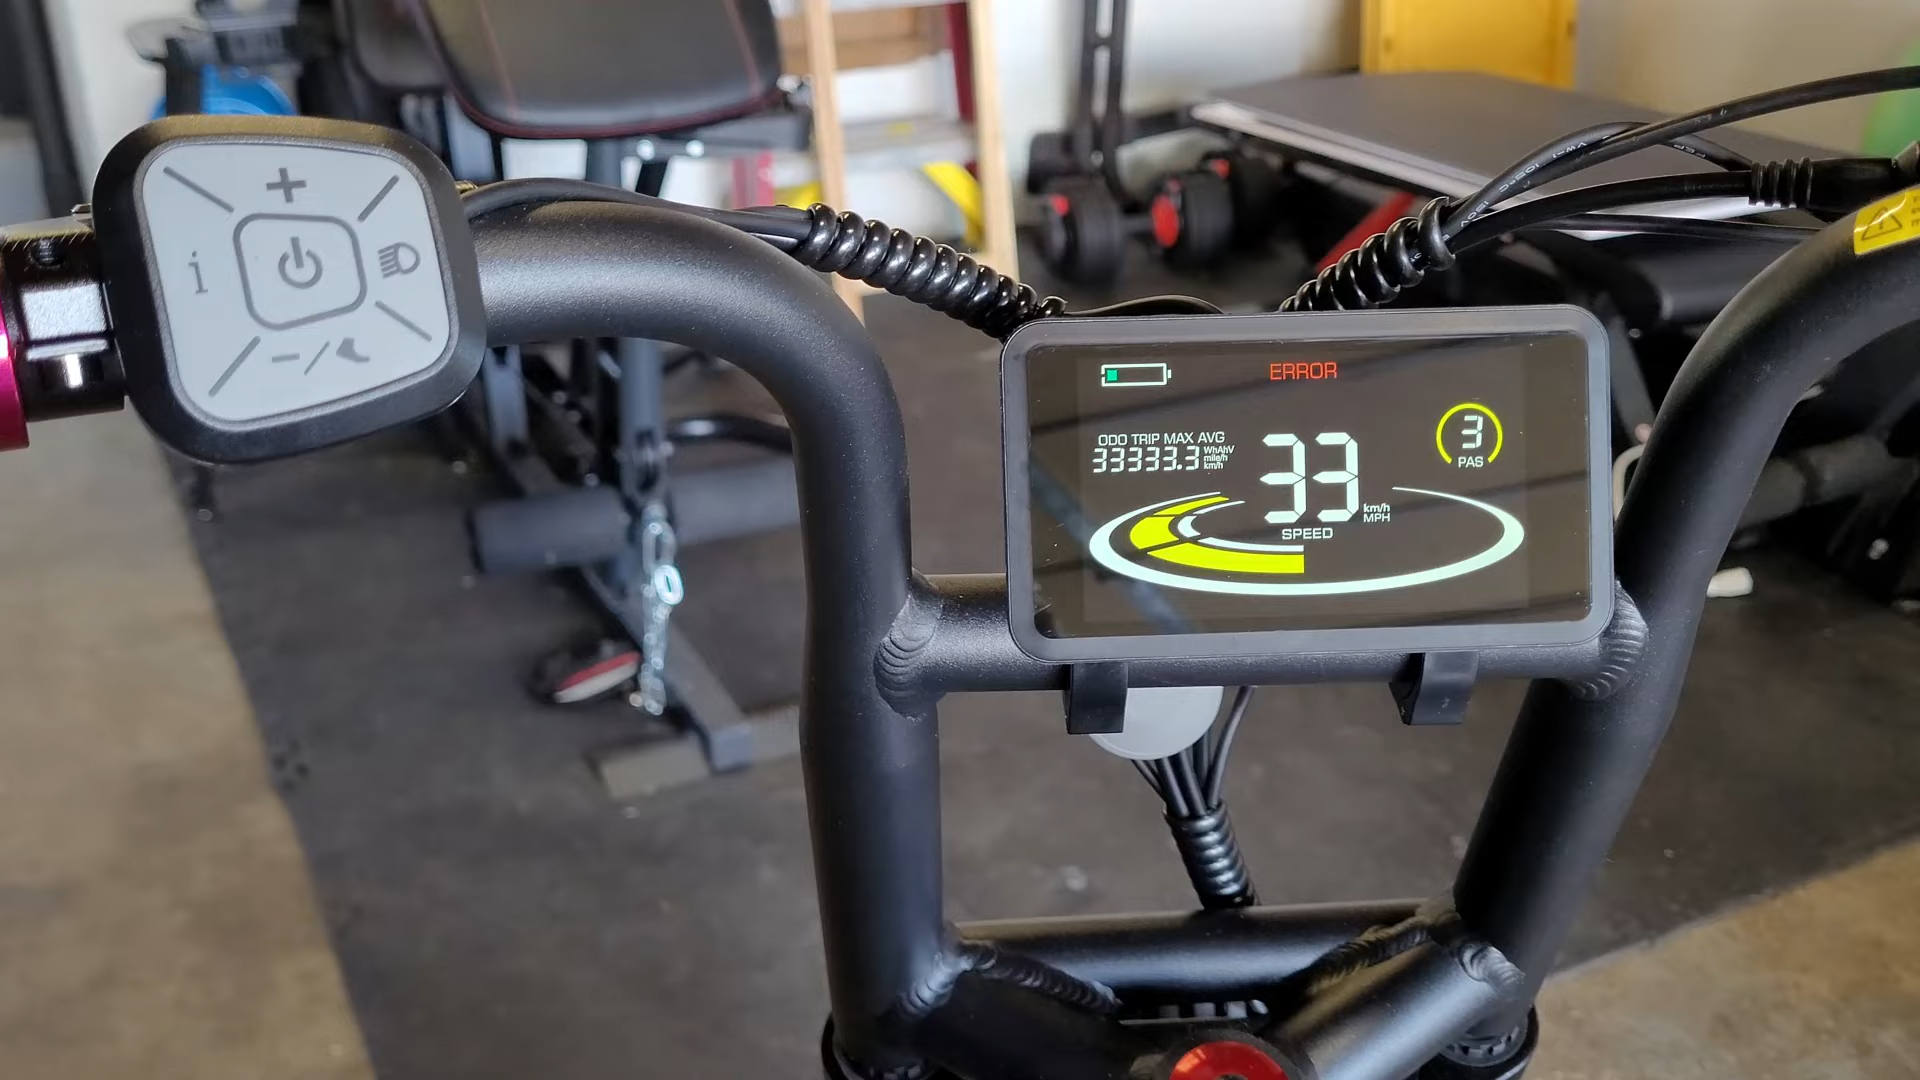 +
i
-/
ERROR
ODO TRIP MAX AVG
33333.3 WhAhV
mile/h
km/h
33 km/h
MPH
SPEED
3
PAS